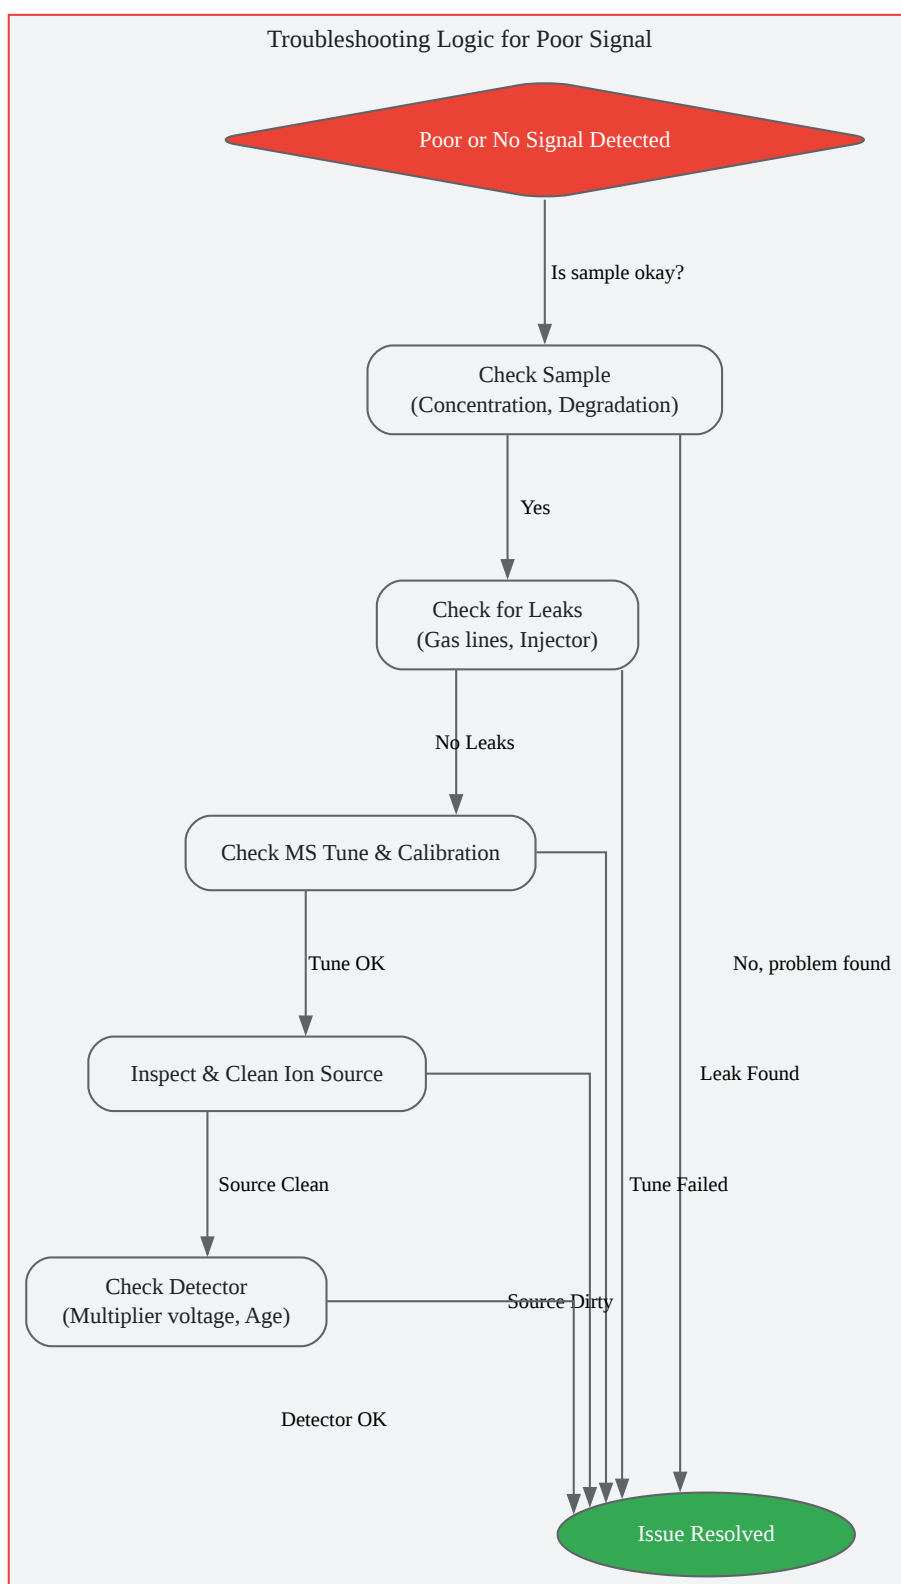 Troubleshooting Logic for Poor Signal
Poor or No Signal Detected
Is sample okay?
Check Sample
(Concentration, Degradation)
Yes
Check for Leaks
(Gas lines, Injector)
No Leaks
Check MS Tune & Calibration
Tune OK
No, problem found
Inspect & Clean Ion Source
Leak Found
Source Clean
Tune Failed
Check Detector
(Multiplier voltage, Age)
Source Dirty
Detector OK
Issue Resolved